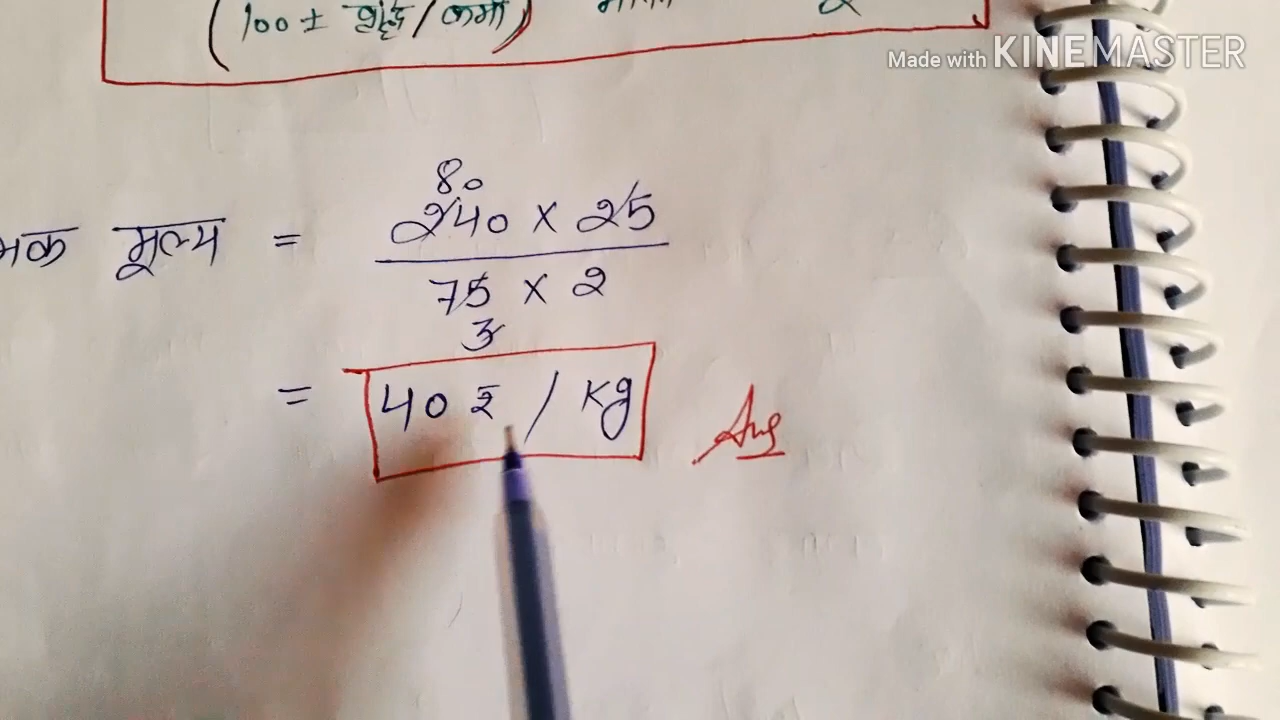 (100 ± वृद्धि/कमी)
Made with KINEMASTER
80
मूल्य = 240 × 25
75 × 2
3
= 40 रु / kg Ans